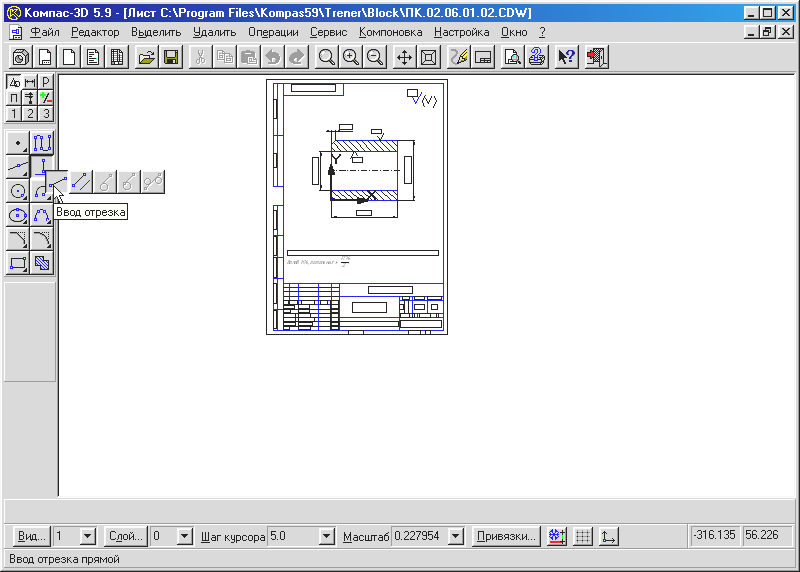 Компас-3D 5.9 - [Лист C:\Program Files\Kompas59\Trener\Block\ПК.02.06.01.02.CDW]
Файл Редактор Выделить Удалить Операции Сервис Компоновка Настройка Окно ?
1 2 3
Ввод отрезка
Y
X
(√)
Вид... 1 Слой... 0 Шаг курсора 5.0 Масштаб 0.227954 Привязки... -316.135 56.226
Ввод отрезка прямой